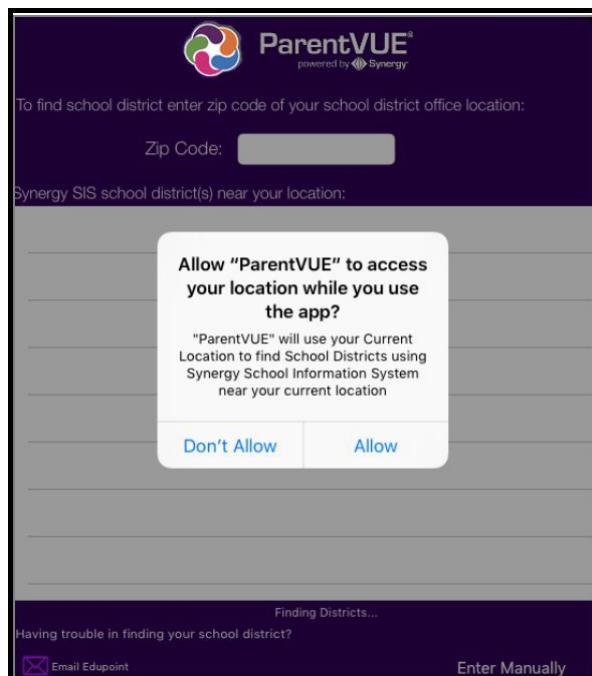 ParentVUE®
powered by Synergy®
To find school district enter zip code of your school district office location:
Zip Code:
Synergy SIS school district(s) near your location:
Allow “ParentVUE” to access
your location while you use
the app?
"ParentVUE" will use your Current
Location to find School Districts using
Synergy School Information System
near your current location
Don’t Allow
Allow
Finding Districts...
Having trouble in finding your school district?
Email Edupoint
Enter Manually